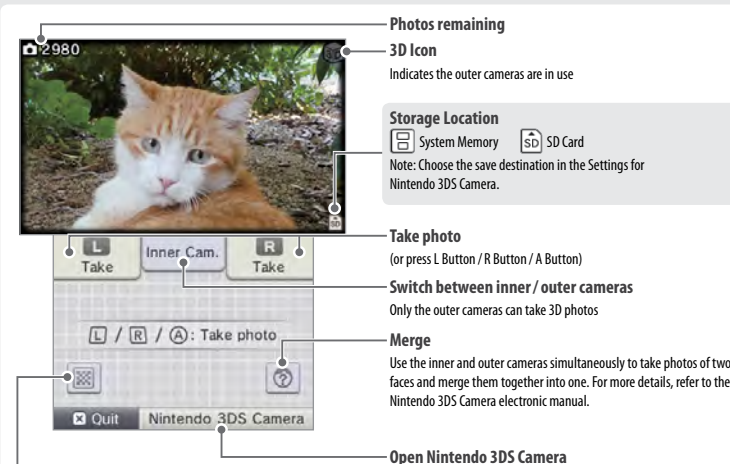 Photos remaining
2980
3D Icon
Indicates the outer cameras are in use
Storage Location
System Memory SD SD Card
Note: Choose the save destination in the Settings for
Nintendo 3DS Camera.
SD
L Take
Inner Cam.
R Take
Take photo
(or press L Button / R Button / A Button)
Switch between inner / outer cameras
Only the outer cameras can take 3D photos
L / R / A: Take photo
Merge
Use the inner and outer cameras simultaneously to take photos of two
faces and merge them together into one. For more details, refer to the
Nintendo 3DS Camera electronic manual.
?
X Quit
Nintendo 3DS Camera
Open Nintendo 3DS Camera